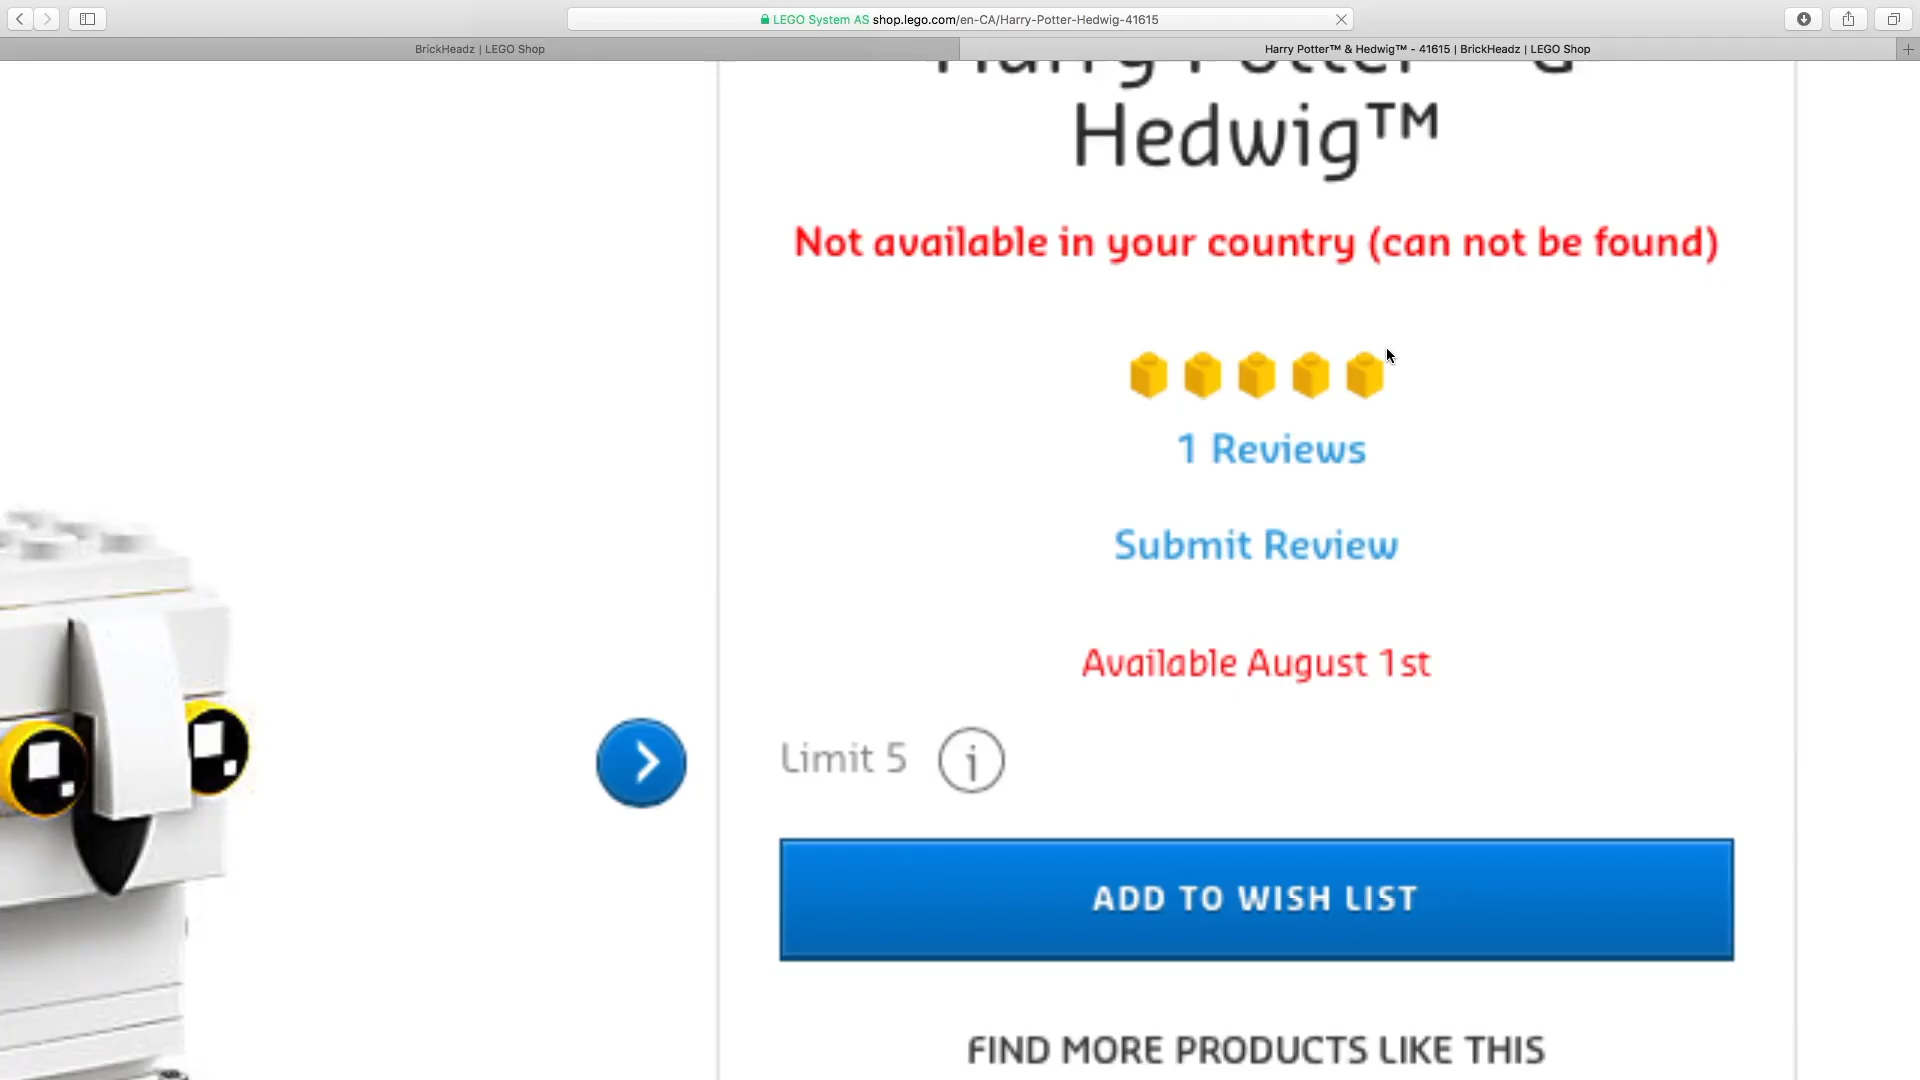 LEGO System AS shop.lego.com/en-CA/Harry-Potter-Hedwig-41615
BrickHeadz | LEGO Shop
Harry Potter™ & Hedwig™ - 41615 | BrickHeadz | LEGO Shop
Harry Potter™ &
Hedwig™
Not available in your country (can not be found)
1 Reviews
Submit Review
Available August 1st
Limit 5
i
ADD TO WISH LIST
FIND MORE PRODUCTS LIKE THIS